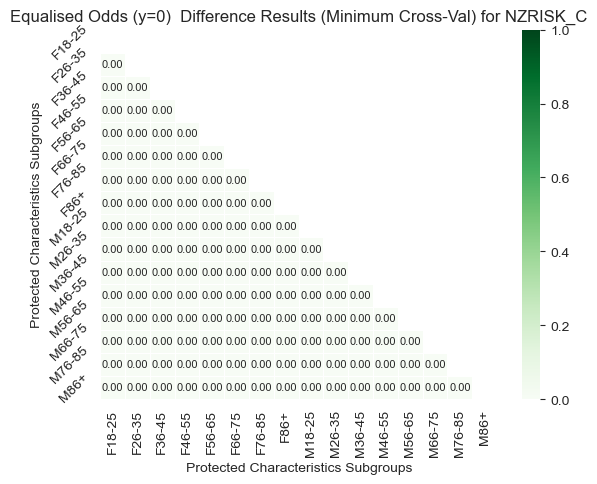 Equalised Odds (y=0)  Difference Results (Minimum Cross-Val) for NZRISK_C
Protected Characteristics Subgroups
F18-25
F26-35 0.00
F36-45 0.00 0.00
F46-55 0.00 0.00 0.00
F56-65 0.00 0.00 0.00 0.00
F66-75 0.00 0.00 0.00 0.00 0.00
F76-85 0.00 0.00 0.00 0.00 0.00 0.00
F86+ 0.00 0.00 0.00 0.00 0.00 0.00 0.00
M18-25 0.00 0.00 0.00 0.00 0.00 0.00 0.00 0.00
M26-35 0.00 0.00 0.00 0.00 0.00 0.00 0.00 0.00 0.00
M36-45 0.00 0.00 0.00 0.00 0.00 0.00 0.00 0.00 0.00 0.00
M46-55 0.00 0.00 0.00 0.00 0.00 0.00 0.00 0.00 0.00 0.00 0.00
M56-65 0.00 0.00 0.00 0.00 0.00 0.00 0.00 0.00 0.00 0.00 0.00 0.00
M66-75 0.00 0.00 0.00 0.00 0.00 0.00 0.00 0.00 0.00 0.00 0.00 0.00 0.00
M76-85 0.00 0.00 0.00 0.00 0.00 0.00 0.00 0.00 0.00 0.00 0.00 0.00 0.00 0.00
M86+ 0.00 0.00 0.00 0.00 0.00 0.00 0.00 0.00 0.00 0.00 0.00 0.00 0.00 0.00 0.00
F18-25 F26-35 F36-45 F46-55 F56-65 F66-75 F76-85 F86+ M18-25 M26-35 M36-45 M46-55 M56-65 M66-75 M76-85 M86+
Protected Characteristics Subgroups
1.0
0.8
0.6
0.4
0.2
0.0